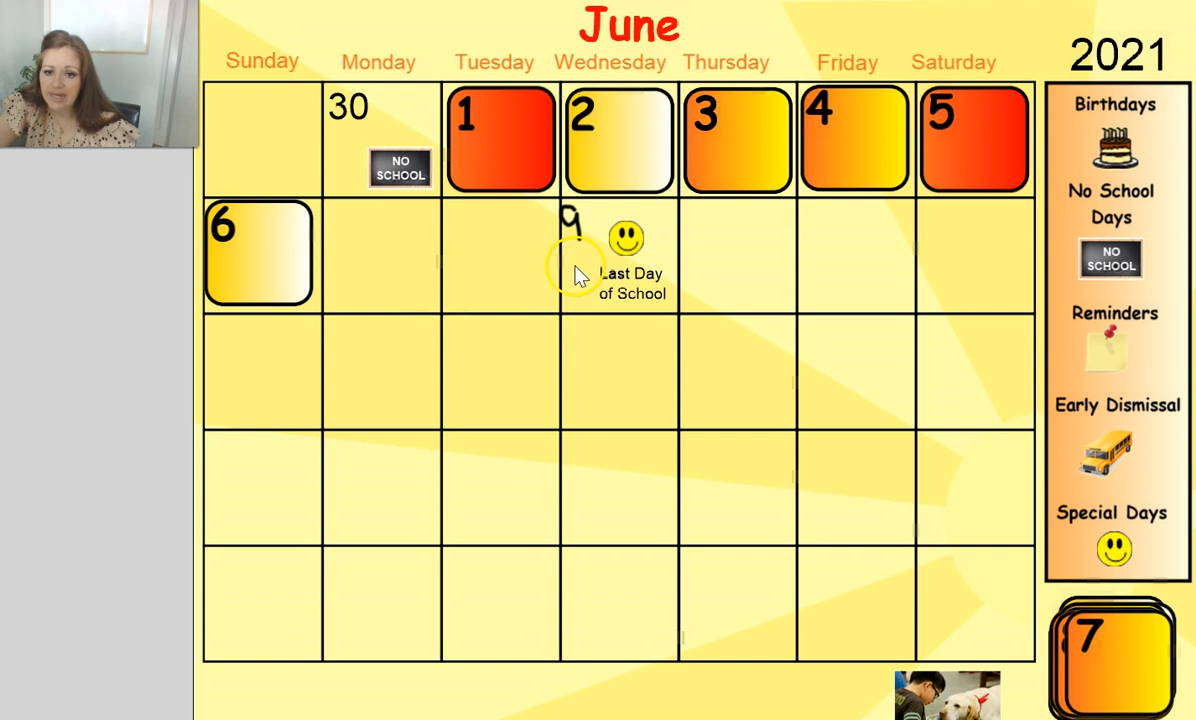 June
2021
Sunday Monday Tuesday Wednesday Thursday Friday Saturday
30 1 2 3 4 5
NO
SCHOOL
6 9
Last Day
of School
Birthdays
No School
Days
NO
SCHOOL
Reminders
Early Dismissal
Special Days
7